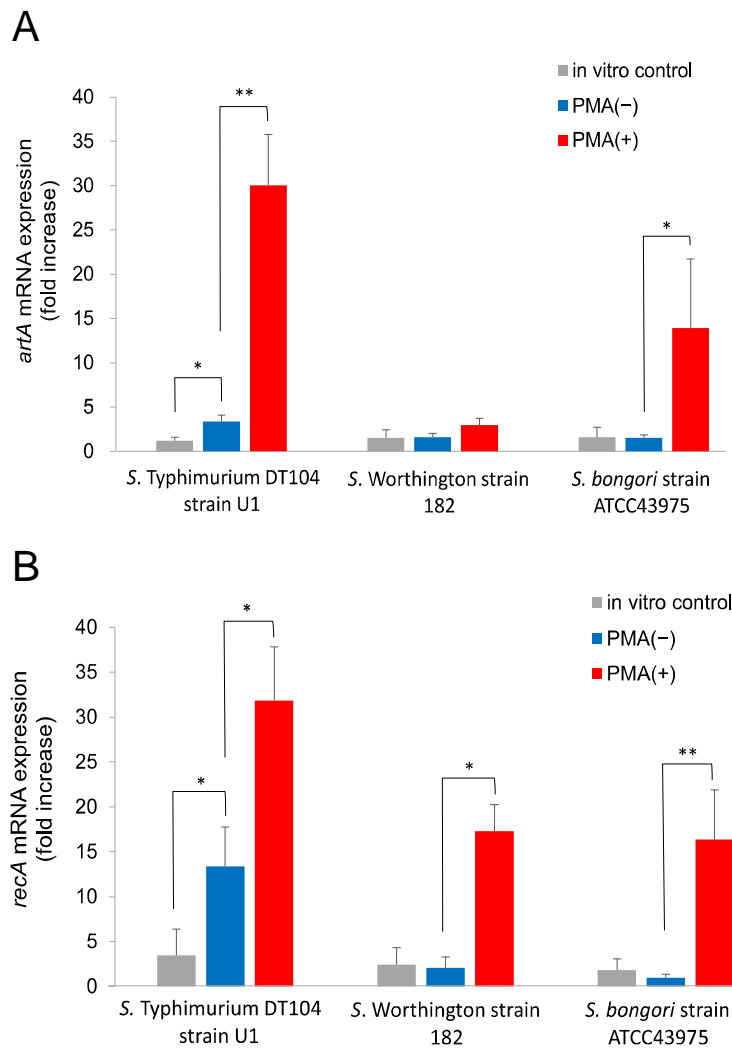 A
in vitro control
PMA(−)
PMA(+)
artA mRNA expression
(fold increase)
40
35
30
25
20
15
10
5
0
**
*
*
S. Typhimurium DT104
strain U1
S. Worthington strain
182
S. bongori strain
ATCC43975
B
in vitro control
PMA(−)
PMA(+)
recA mRNA expression
(fold increase)
40
35
30
25
20
15
10
5
0
*
*
*
**
S. Typhimurium DT104
strain U1
S. Worthington strain
182
S. bongori strain
ATCC43975